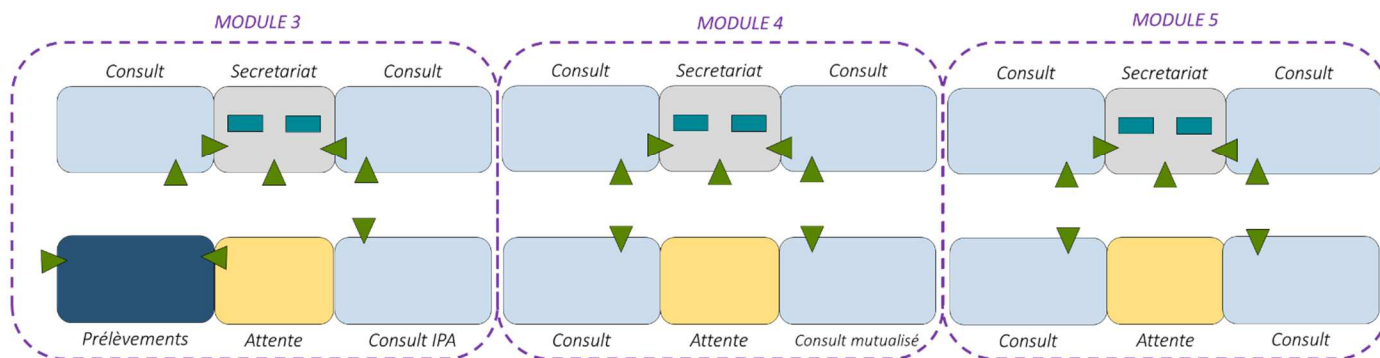 MODULE 3
MODULE 4
MODULE 5
Consult
Secretariat
Consult
Consult
Secretariat
Consult
Consult
Secretariat
Consult
Prélèvements
Attente
Consult IPA
Consult
Attente
Consult mutualisé
Consult
Attente
Consult